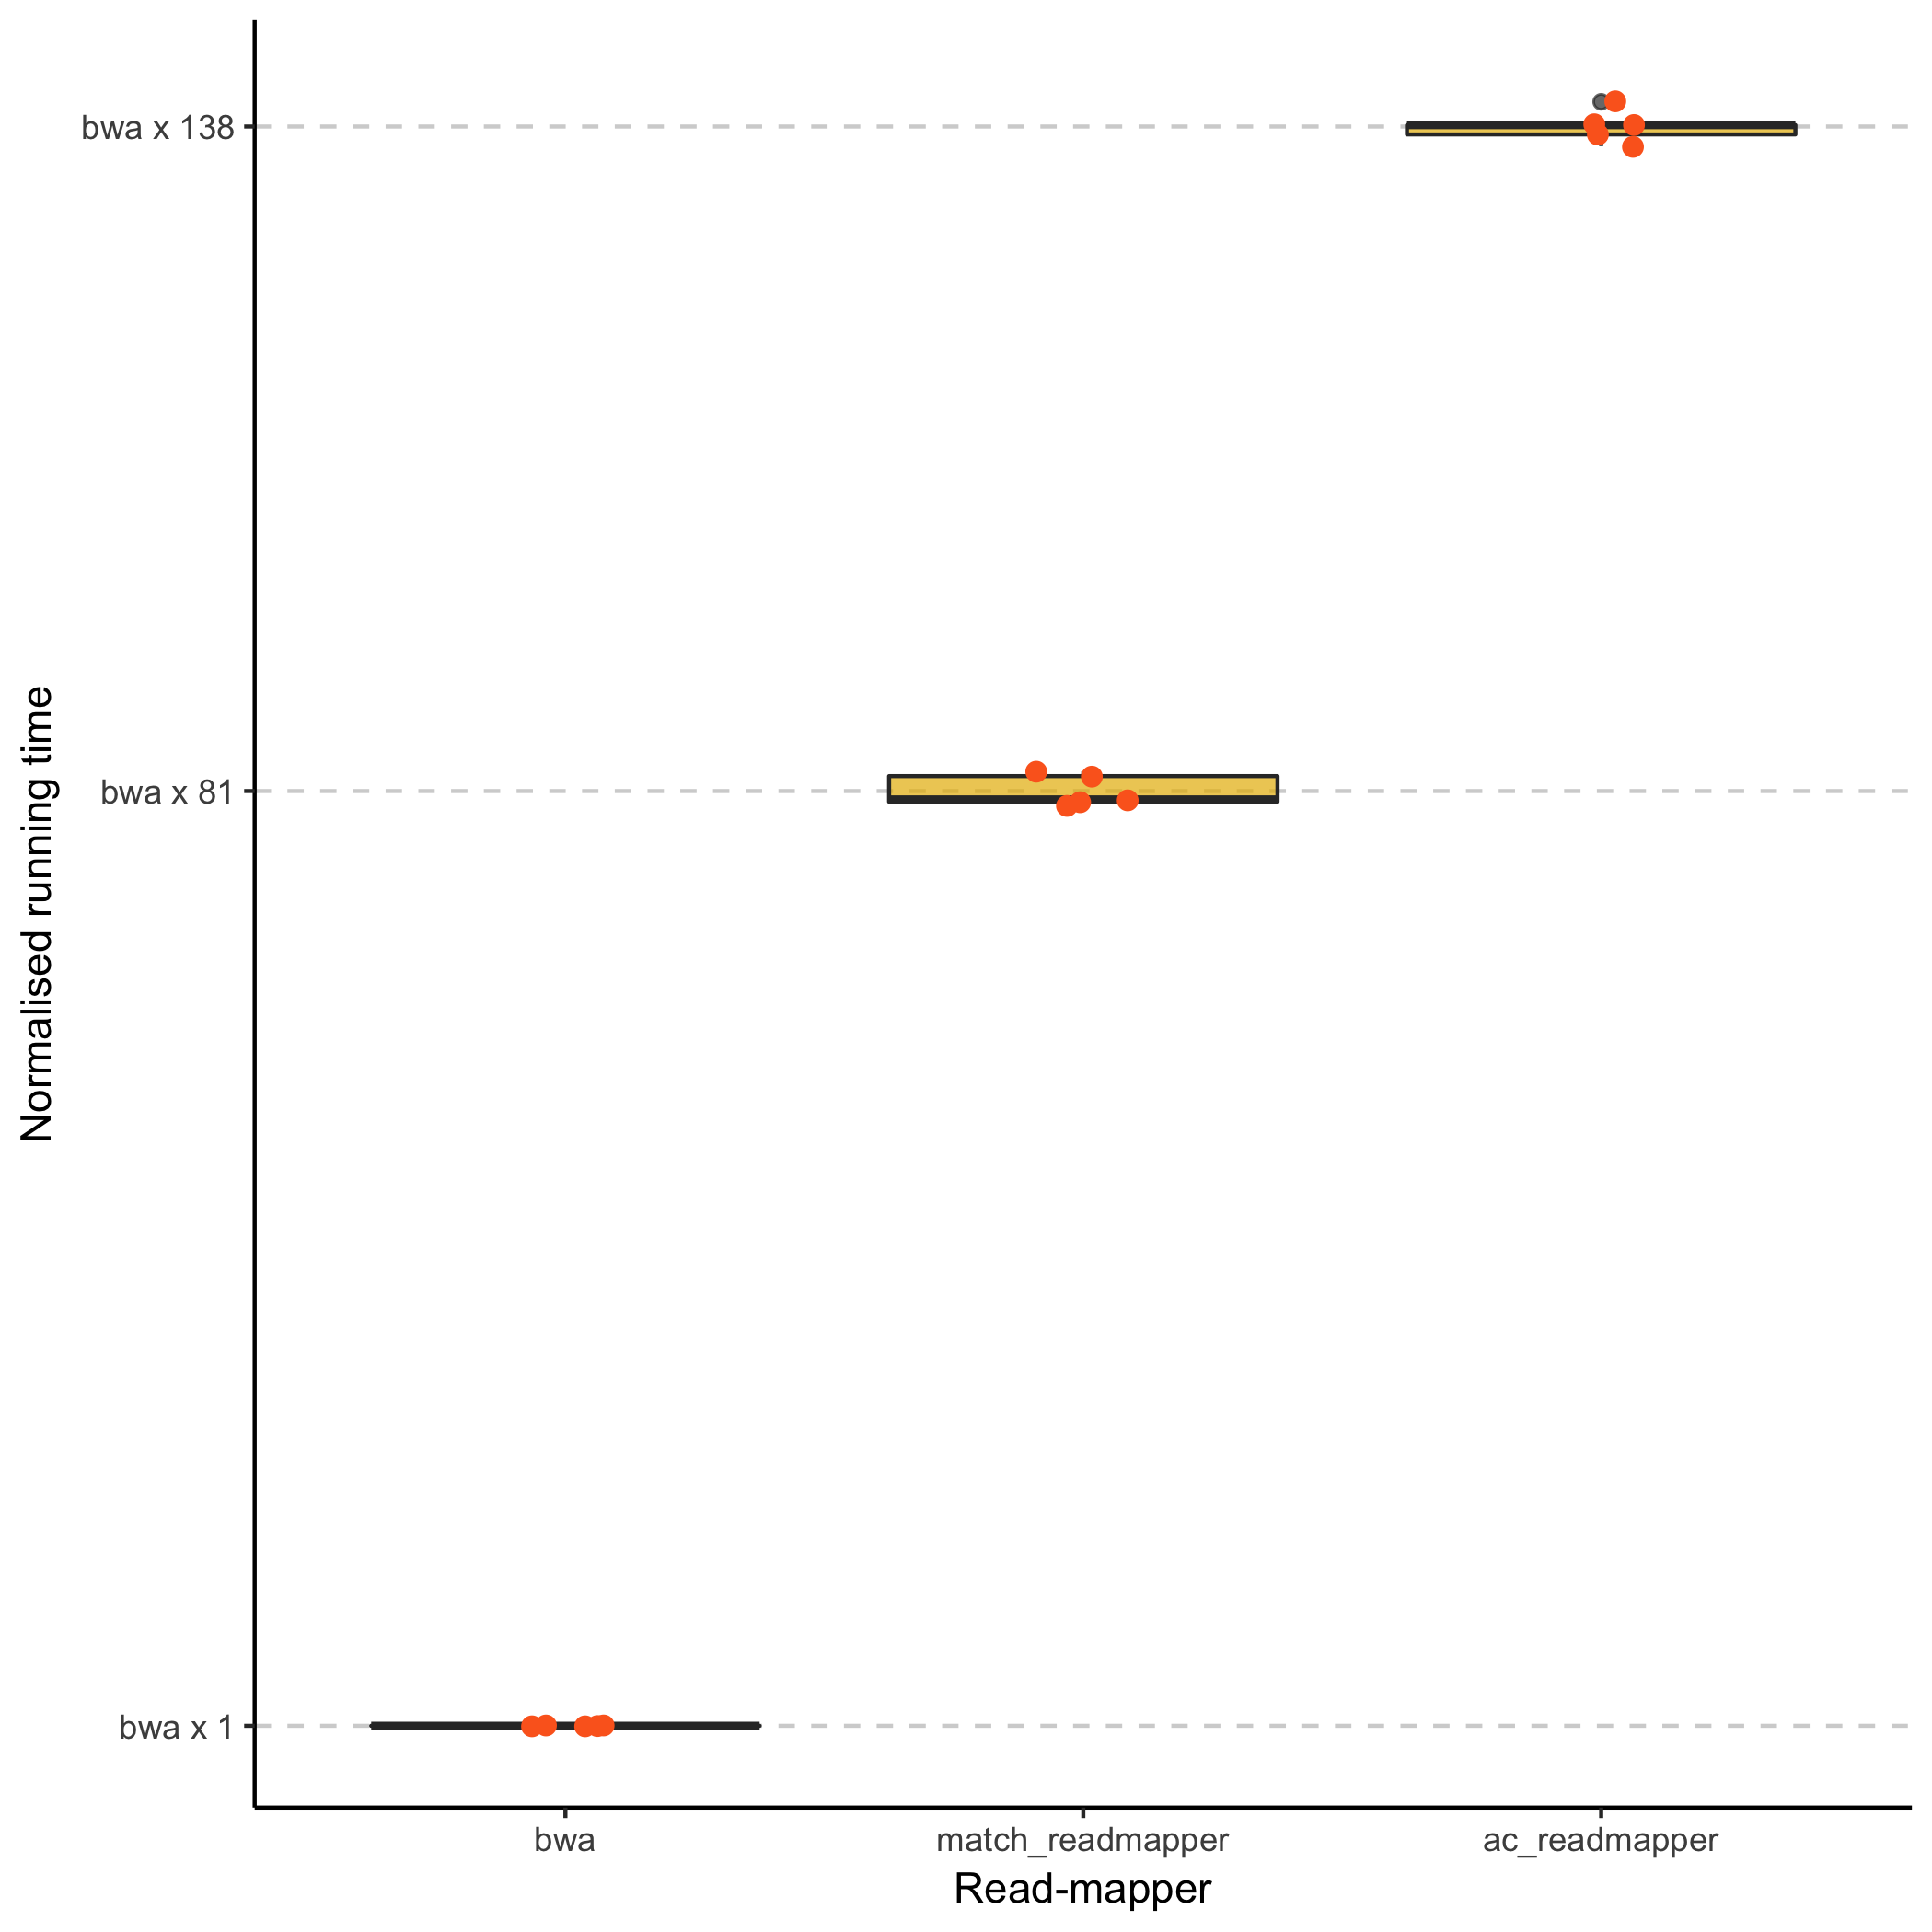 bwa x 138
bwa x 81
bwa x 1
Normalised running time
bwa
match_readmapper
ac_readmapper
Read-mapper